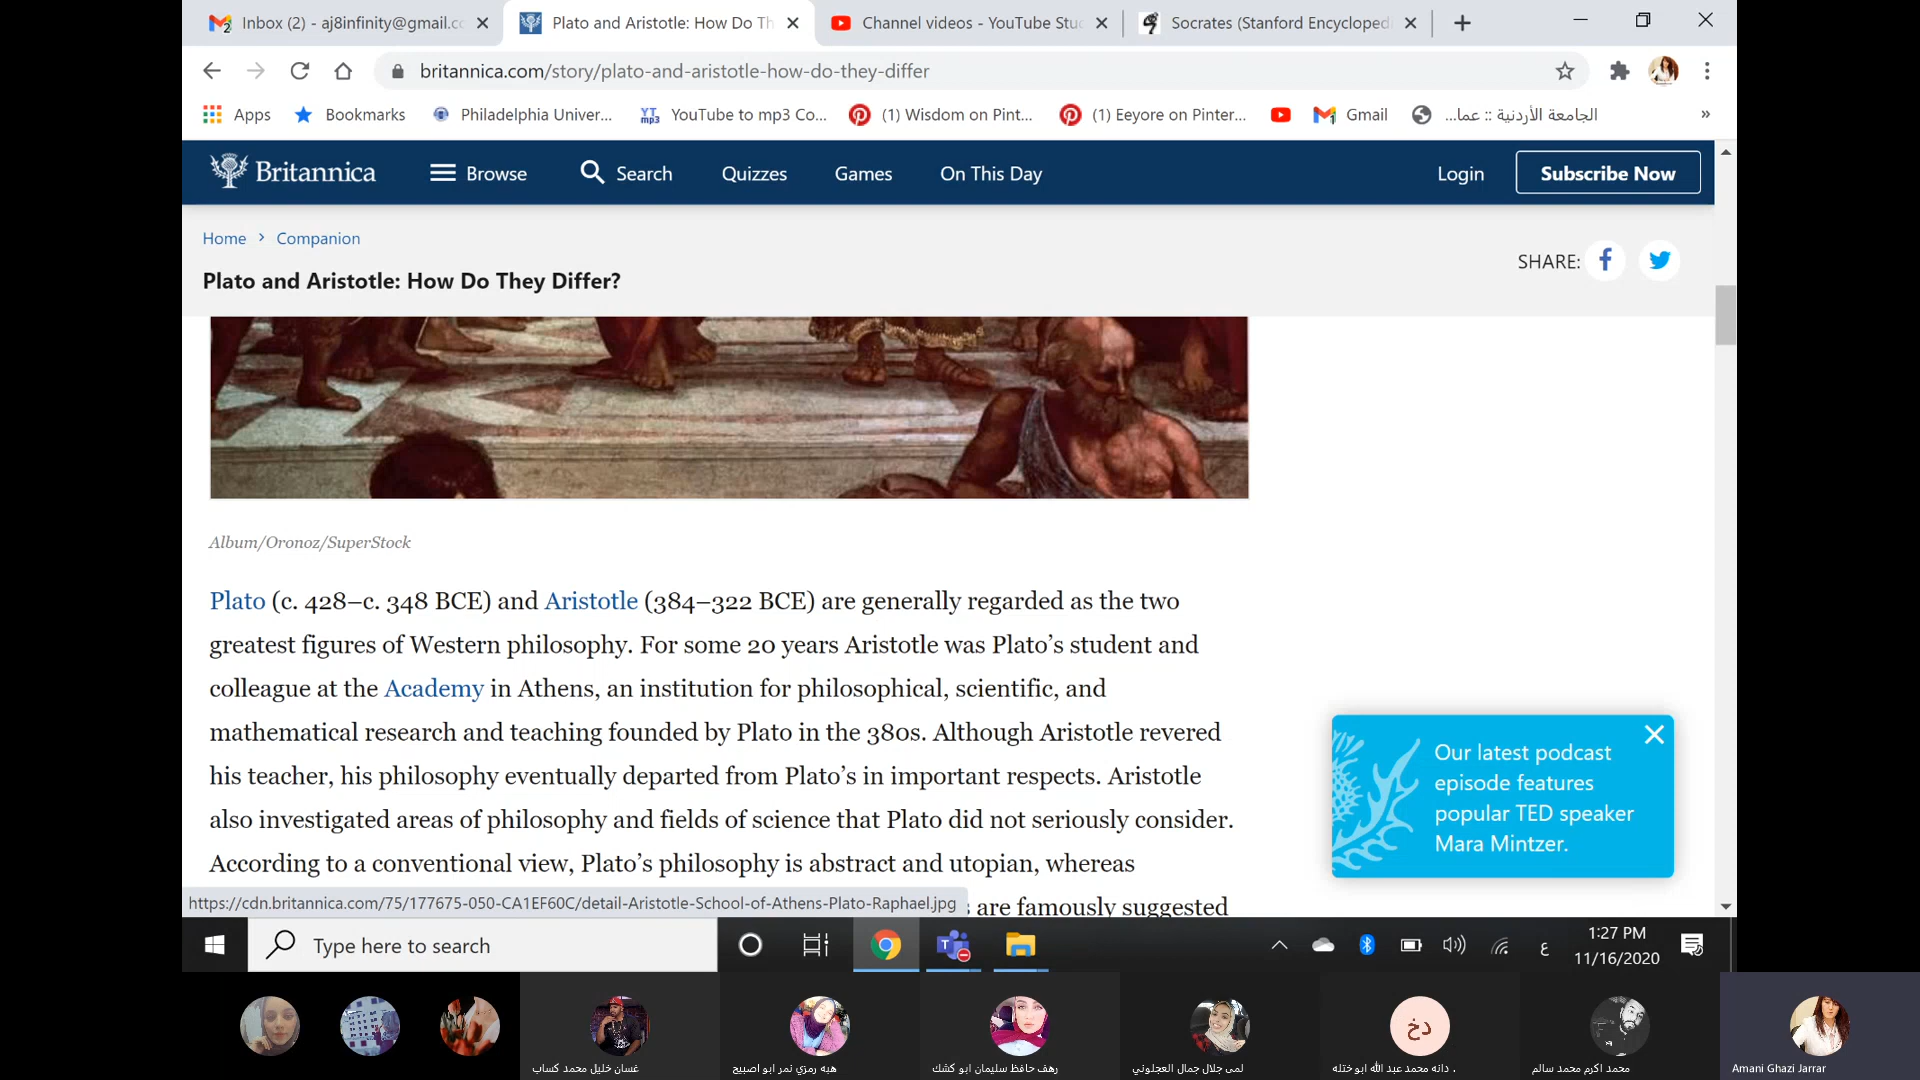 Inbox (2) - aj8infinity@gmail.co
Plato and Aristotle: How Do Th
Channel videos - YouTube Stu
Socrates (Stanford Encycloped
britannica.com/story/plato-and-aristotle-how-do-they-differ
Apps
Bookmarks
Philadelphia Univer...
YT mp3
YouTube to mp3 Co...
(1) Wisdom on Pint...
(1) Eeyore on Pinter...
Gmail
الجامعة الأردنية :: عما...
»
Britannica
Browse
Search
Quizzes
Games
On This Day
Login
Subscribe Now
Home > Companion
SHARE:
Plato and Aristotle: How Do They Differ?
Album/Oronoz/SuperStock
Plato (c. 428–c. 348 BCE) and Aristotle (384–322 BCE) are generally regarded as the two
greatest figures of Western philosophy. For some 20 years Aristotle was Plato’s student and
colleague at the Academy in Athens, an institution for philosophical, scientific, and
mathematical research and teaching founded by Plato in the 380s. Although Aristotle revered
his teacher, his philosophy eventually departed from Plato’s in important respects. Aristotle
also investigated areas of philosophy and fields of science that Plato did not seriously consider.
According to a conventional view, Plato’s philosophy is abstract and utopian, whereas
are famously suggested
Our latest podcast
episode features
popular TED speaker
Mara Mintzer.
https://cdn.britannica.com/75/177675-050-CA1EF60C/detail-Aristotle-School-of-Athens-Plato-Raphael.jpg
Type here to search
ع
1:27 PM
11/16/2020
دخ
غسان خليل محمد كساب
هبه رمزي نمر ابو اصبيح
رهف حافظ سليمان ابو كشك
لمى جلال جمال العجلوني
دانه محمد عبد الله ابو ختله .
محمد اكرم محمد سالم
Amani Ghazi Jarrar